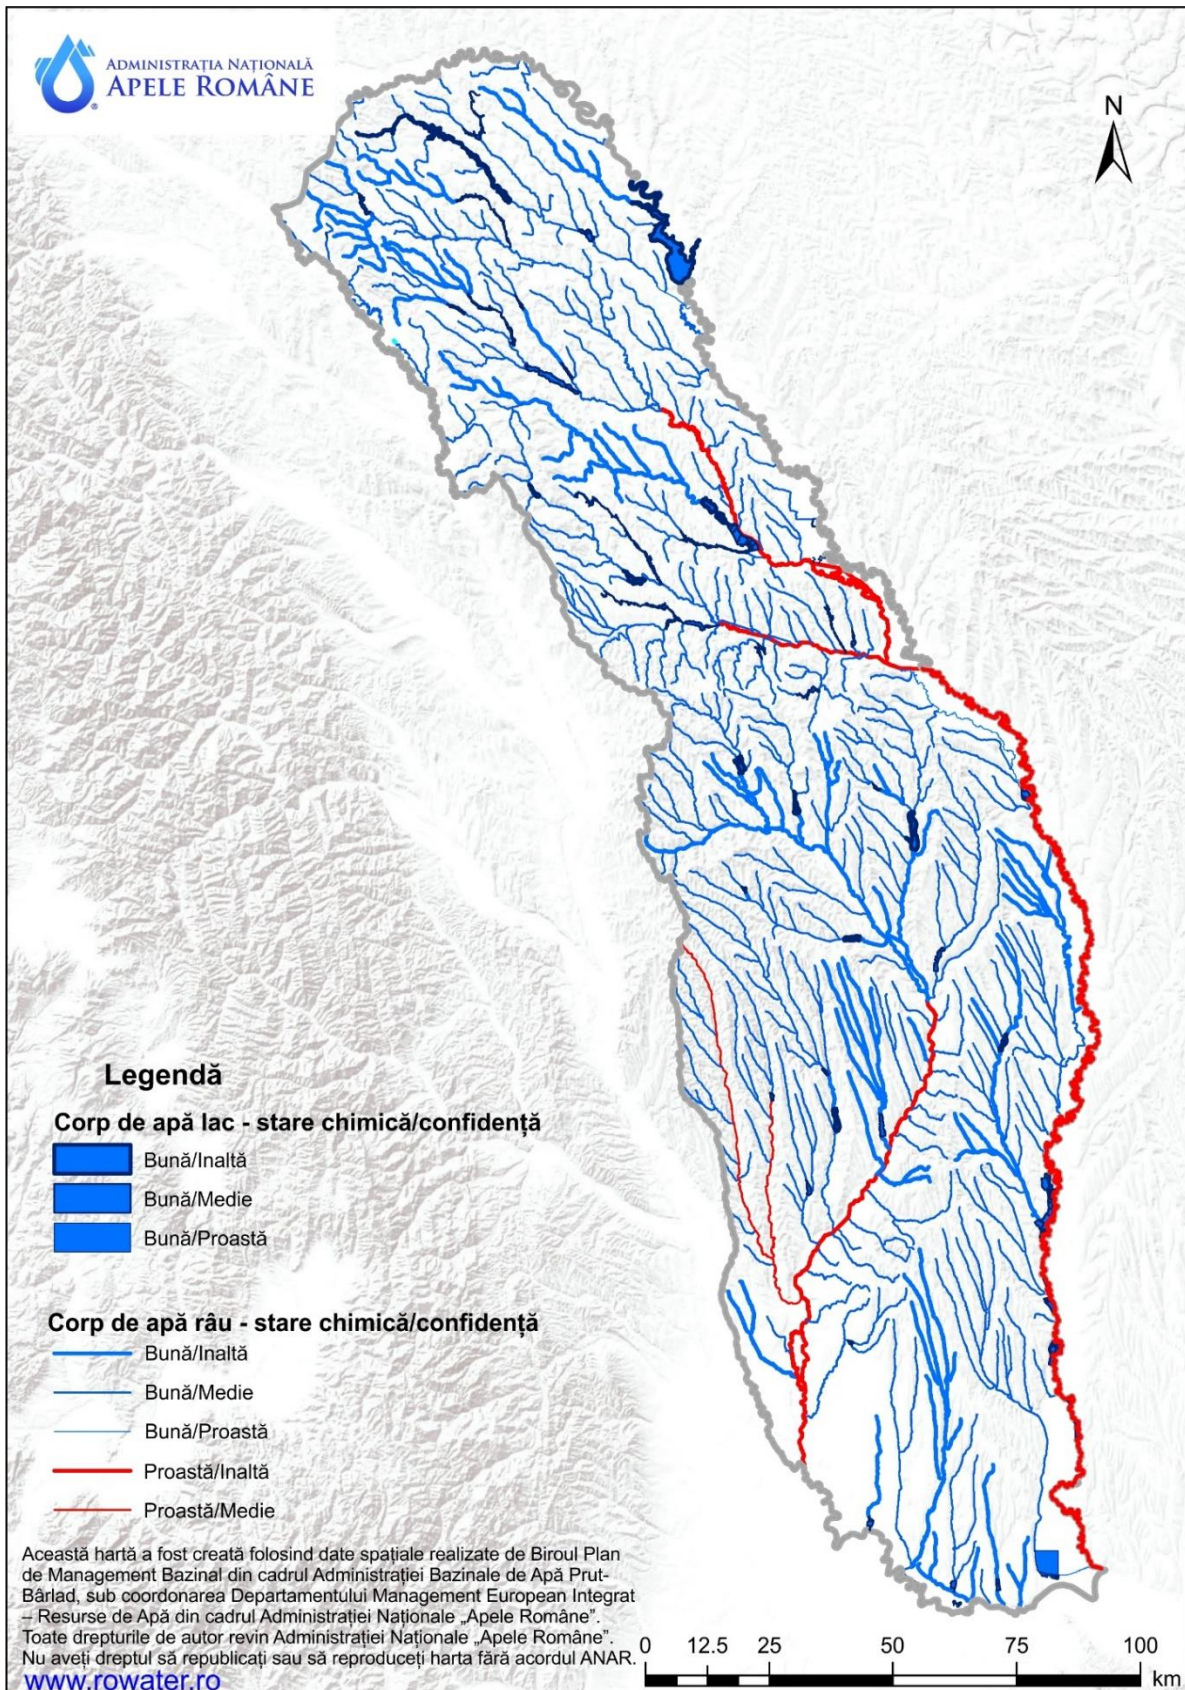 ADMINISTRAȚIA NAȚIONALĂ
APELE ROMÂNE
®
N
Legendă
Corp de apă lac - stare chimică/confidență
Bună/Inaltă
Bună/Medie
Bună/Proastă
Corp de apă râu - stare chimică/confidență
Bună/Inaltă
Bună/Medie
Bună/Proastă
Proastă/Inaltă
Proastă/Medie
Această hartă a fost creată folosind date spațiale realizate de Biroul Plan
de Management Bazinal din cadrul Administrației Bazinale de Apă Prut-
Bârlad, sub coordonarea Departamentului Management European Integrat
– Resurse de Apă din cadrul Administrației Naționale „Apele Române”.
Toate drepturile de autor revin Administrației Naționale „Apele Române”.
Nu aveți dreptul să republicați sau să reproduceți harta fără acordul ANAR.
www.rowater.ro
0 12.5 25 50 75 100
km